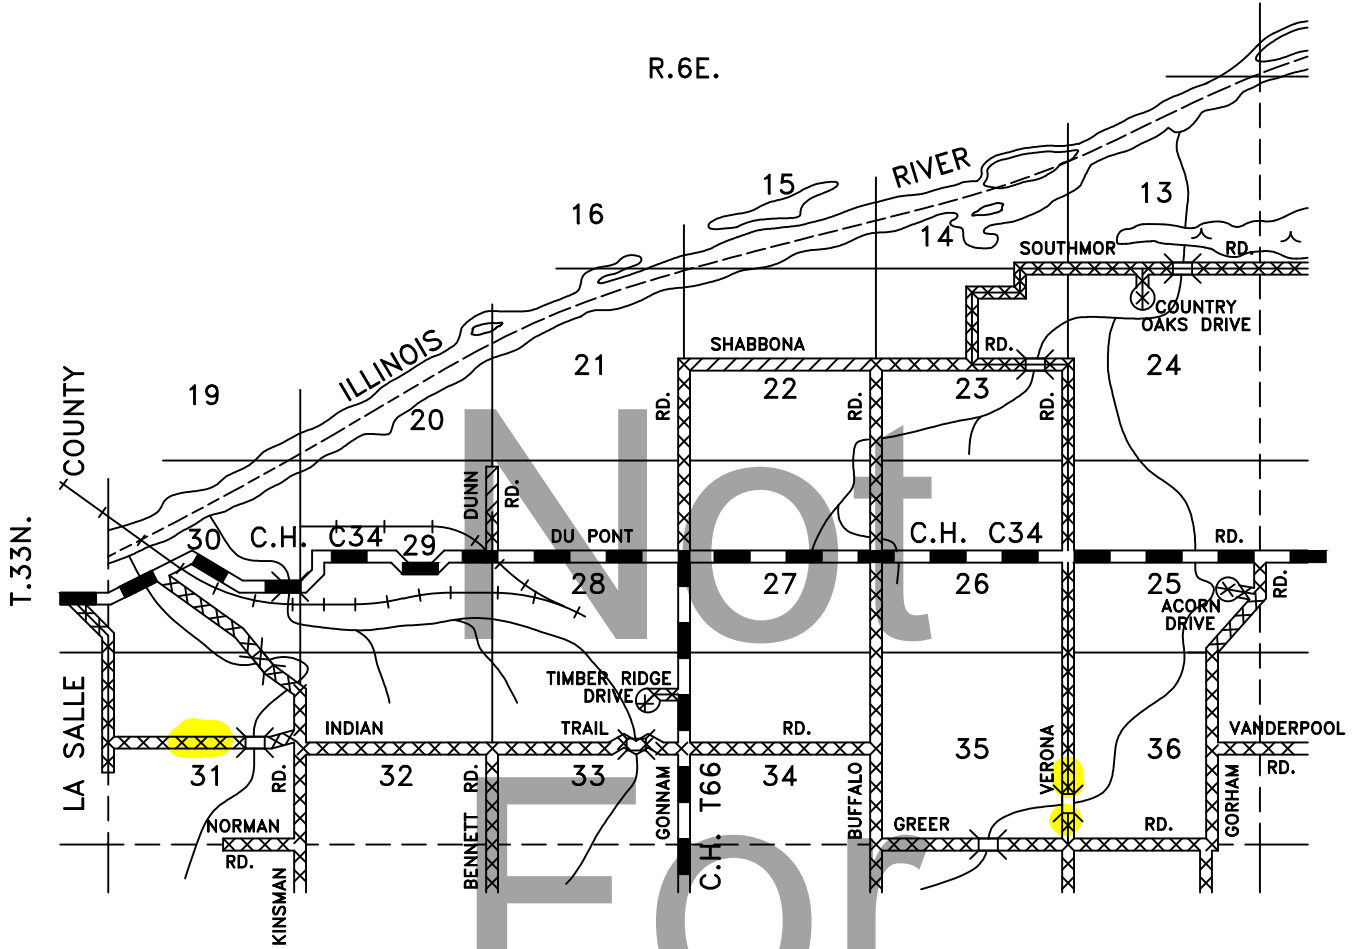 R.6E.
RIVER
15
16
13
14
SOUTHMOR RD.
COUNTRY
OAKS DRIVE
ILLINOIS
SHABBONA RD.
21
22
23
24
19
20
COUNTY
RD.
RD.
RD.
Not
DUNN
RD.
T.33N.
30
C.H. C34
29
DU PONT
C.H. C34
RD.
28
27
26
25
RD.
ACORN
DRIVE
TIMBER RIDGE
DRIVE
LA SALLE
INDIAN TRAIL RD.
VERONA
VANDERPOOL
RD.
35
36
31
32
33
34
RD.
RD.
GONNAM
C.H. T66
BUFFALO
GORHAM
For
NORMAN
RD.
GREER RD.
BENNETT
KINSMAN